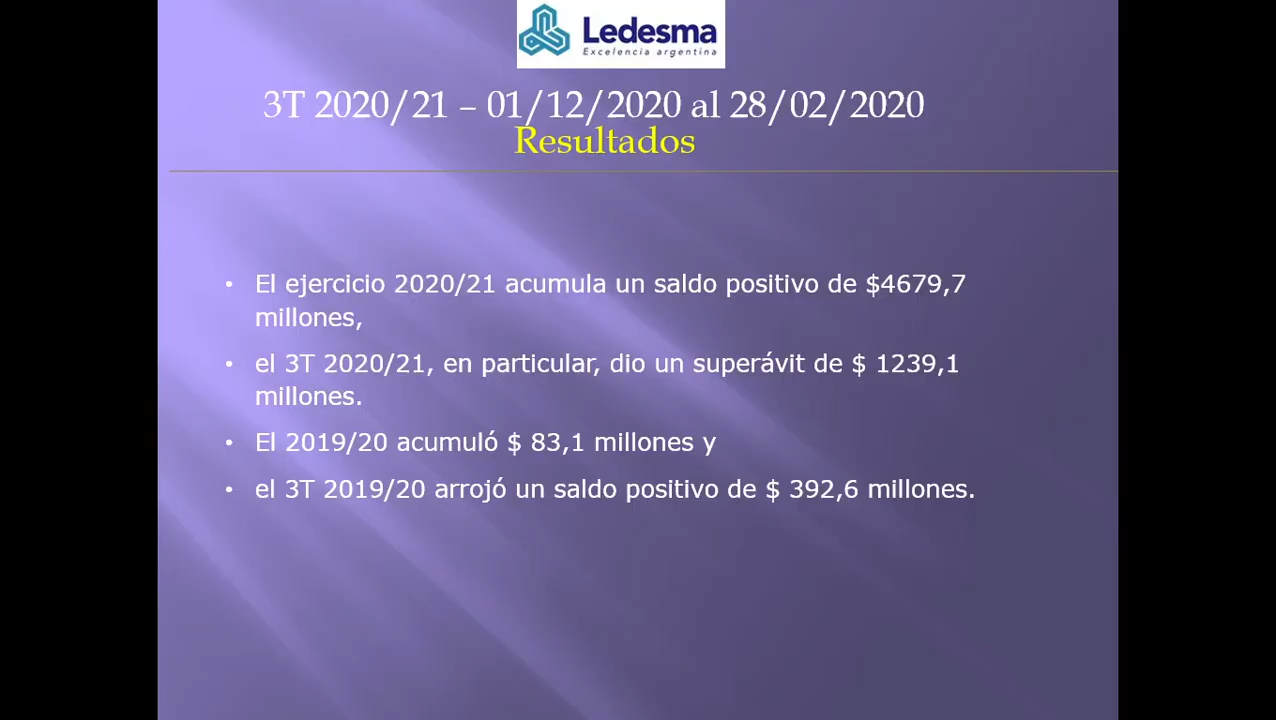 Ledesma
Excelencia argentina
3T 2020/21 – 01/12/2020 al 28/02/2020
Resultados
• El ejercicio 2020/21 acumula un saldo positivo de $4679,7
millones,
• el 3T 2020/21, en particular, dio un superávit de $ 1239,1
millones.
• El 2019/20 acumuló $ 83,1 millones y
• el 3T 2019/20 arrojó un saldo positivo de $ 392,6 millones.